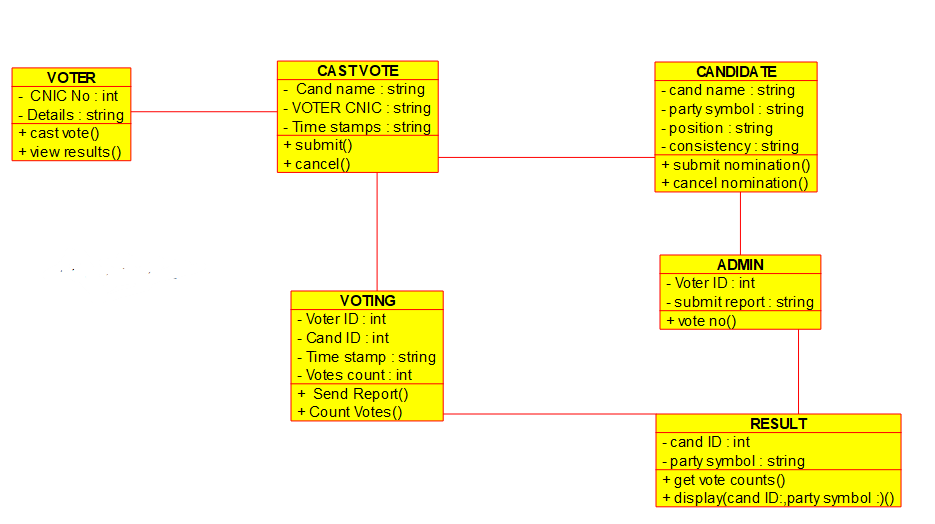 VOTER
- CNIC No : int
- Details : string
+ cast vote()
+ view results()
CAST VOTE
- Cand name : string
- VOTER CNIC : string
- Time stamps : string
+ submit()
+ cancel()
CANDIDATE
- cand name : string
- party symbol : string
- position : string
- consistency : string
+ submit nomination()
+ cancel nomination()
ADMIN
- Voter ID : int
- submit report : string
+ vote no()
VOTING
- Voter ID : int
- Cand ID : int
- Time stamp : string
- Votes count : int
+ Send Report()
+ Count Votes()
RESULT
- cand ID : int
- party symbol : string
+ get vote counts()
+ display(cand ID:,party symbol :)()